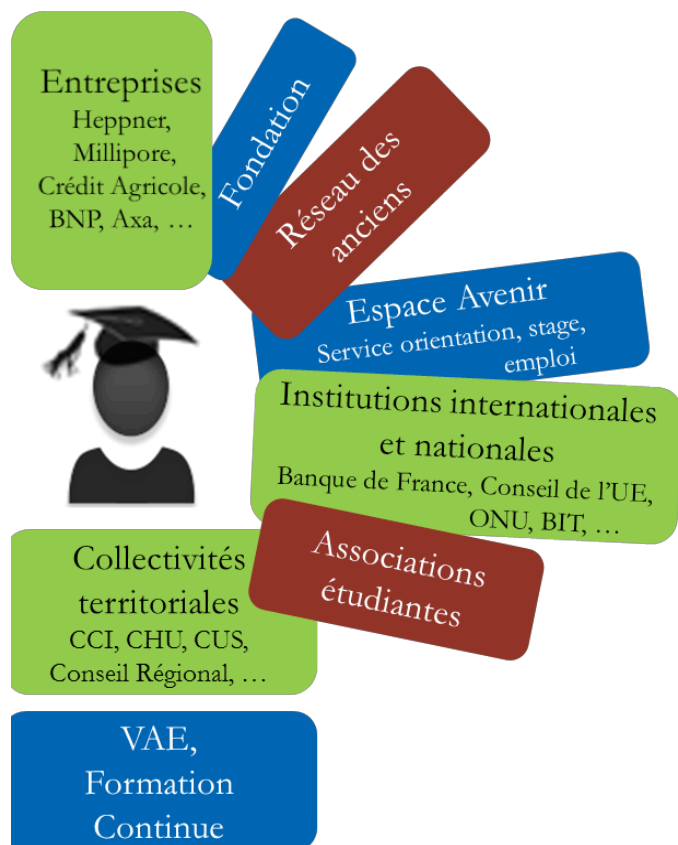 Entreprises
Heppner,
Millipore,
Crédit Agricole,
BNP, Axa, …
Fondation
Réseau des
anciens
Espace Avenir
Service orientation, stage,
emploi
Institutions internationales
et nationales
Banque de France, Conseil de l’UE,
ONU, BIT, …
Associations
étudiantes
Collectivités
territoriales
CCI, CHU, CUS,
Conseil Régional, …
VAE,
Formation
Continue